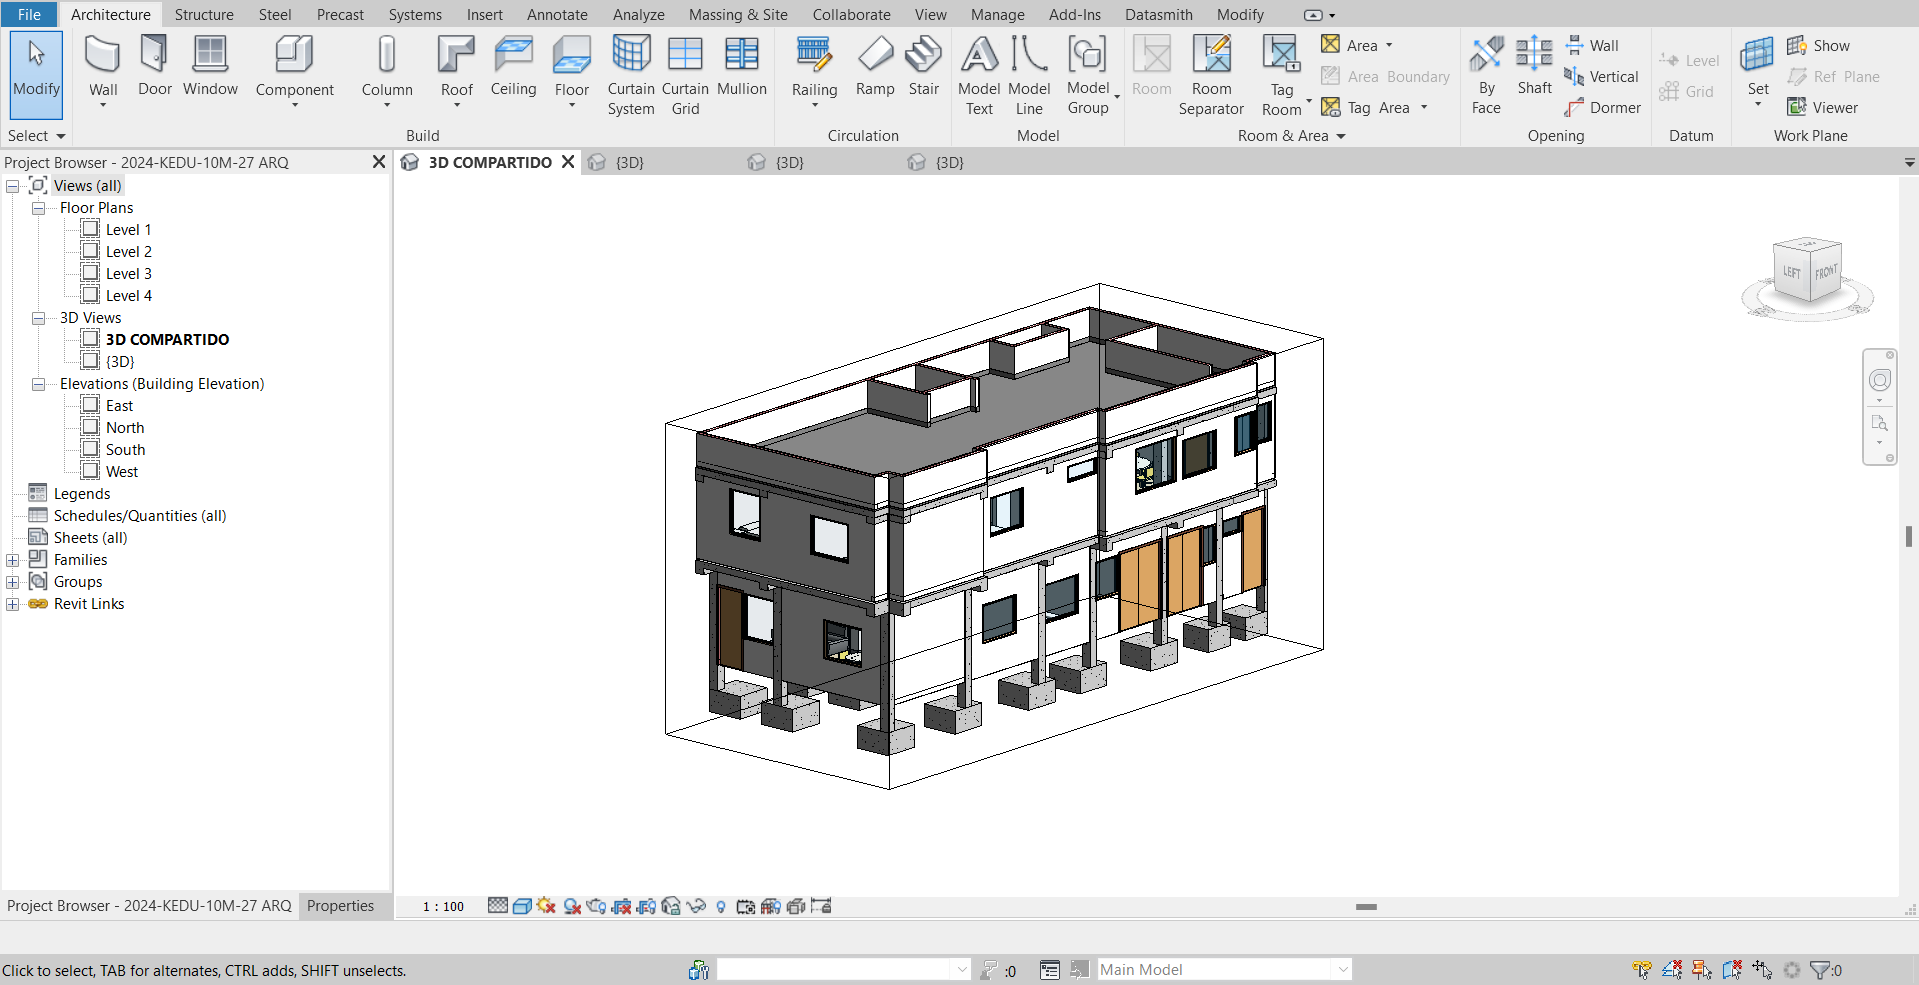 File Architecture Structure Steel Precast Systems Insert Annotate Analyze Massing & Site Collaborate View Manage Add-Ins Datasmith Modify
Modify
Wall
Door
Window
Component
Column
Roof
Ceiling
Floor
Curtain System
Curtain Grid
Mullion
Railing
Ramp
Stair
Model Text
Model Line
Model Group
Room
Room Separator
Tag Room
Area
Area Boundary
Tag Area
By Face
Shaft
Wall
Vertical
Dormer
Level
Grid
Set
Show
Ref Plane
Viewer
Select Build Circulation Model Room & Area Opening Datum Work Plane
Project Browser - 2024-KEDU-10M-27 ARQ
3D COMPARTIDO {3D} {3D} {3D}
Views (all)
Floor Plans
Level 1
Level 2
Level 3
Level 4
3D Views
3D COMPARTIDO
{3D}
Elevations (Building Elevation)
East
North
South
West
Legends
Schedules/Quantities (all)
Sheets (all)
Families
Groups
Revit Links
LEFT FRONT
Project Browser - 2024-KEDU-10M-27 ARQ Properties
1 : 100
Click to select, TAB for alternates, CTRL adds, SHIFT unselects.
:0
Main Model
:0